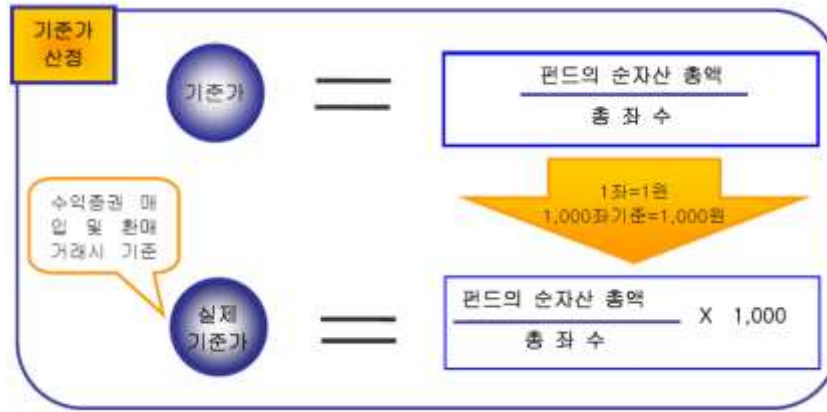 기준가
산정
기준가
펀드의 순자산 총액
총 좌 수
1좌=1원
1,000좌기준=1,000원
수익증권 매
입 및 환매
거래시 기준
실제
기준가
펀드의 순자산 총액
총 좌 수
X 1,000